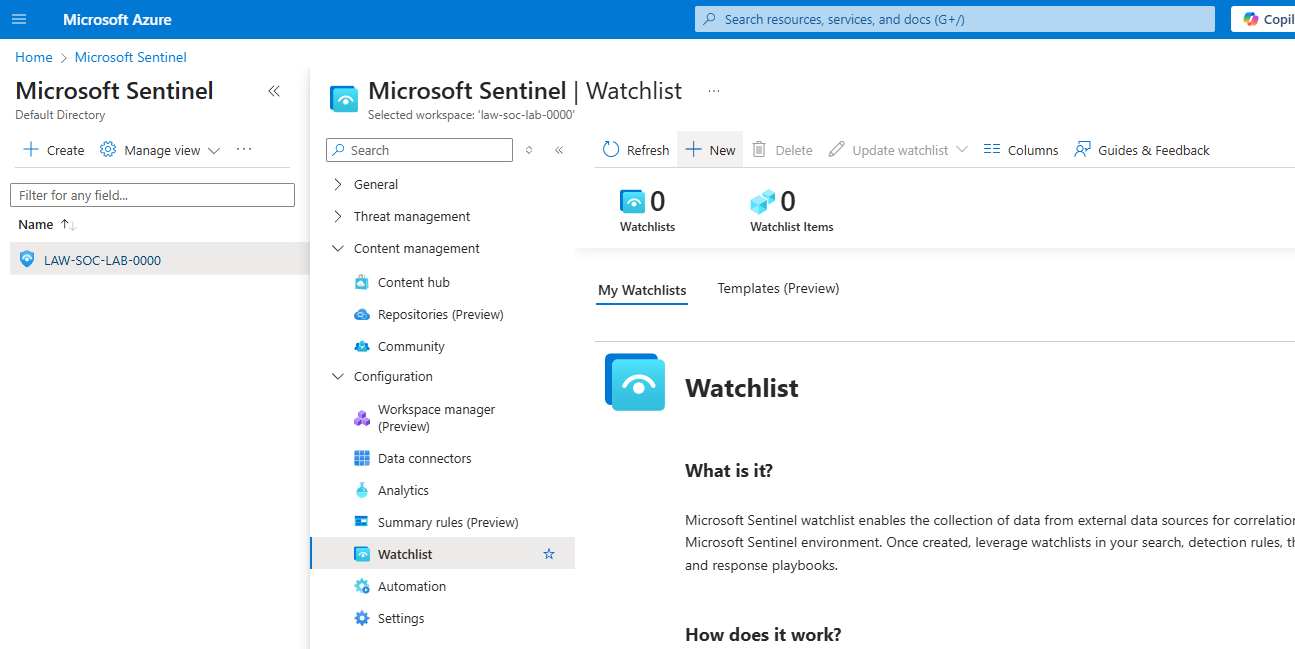 Microsoft Azure
Search resources, services, and docs (G+/)
Copil
Home > Microsoft Sentinel
Microsoft Sentinel
Default Directory
Create Manage view ...
Filter for any field...
Name
LAW-SOC-LAB-0000
Microsoft Sentinel | Watchlist ...
Selected workspace: 'law-soc-lab-0000'
Search
General
Threat management
Content management
Content hub
Repositories (Preview)
Community
Configuration
Workspace manager
(Preview)
Data connectors
Analytics
Summary rules (Preview)
Watchlist
Automation
Settings
Refresh New Delete Update watchlist Columns Guides & Feedback
0 0
Watchlists Watchlist Items
My Watchlists Templates (Preview)
Watchlist
What is it?
Microsoft Sentinel watchlist enables the collection of data from external data sources for correlation
Microsoft Sentinel environment. Once created, leverage watchlists in your search, detection rules, th
and response playbooks.
How does it work?